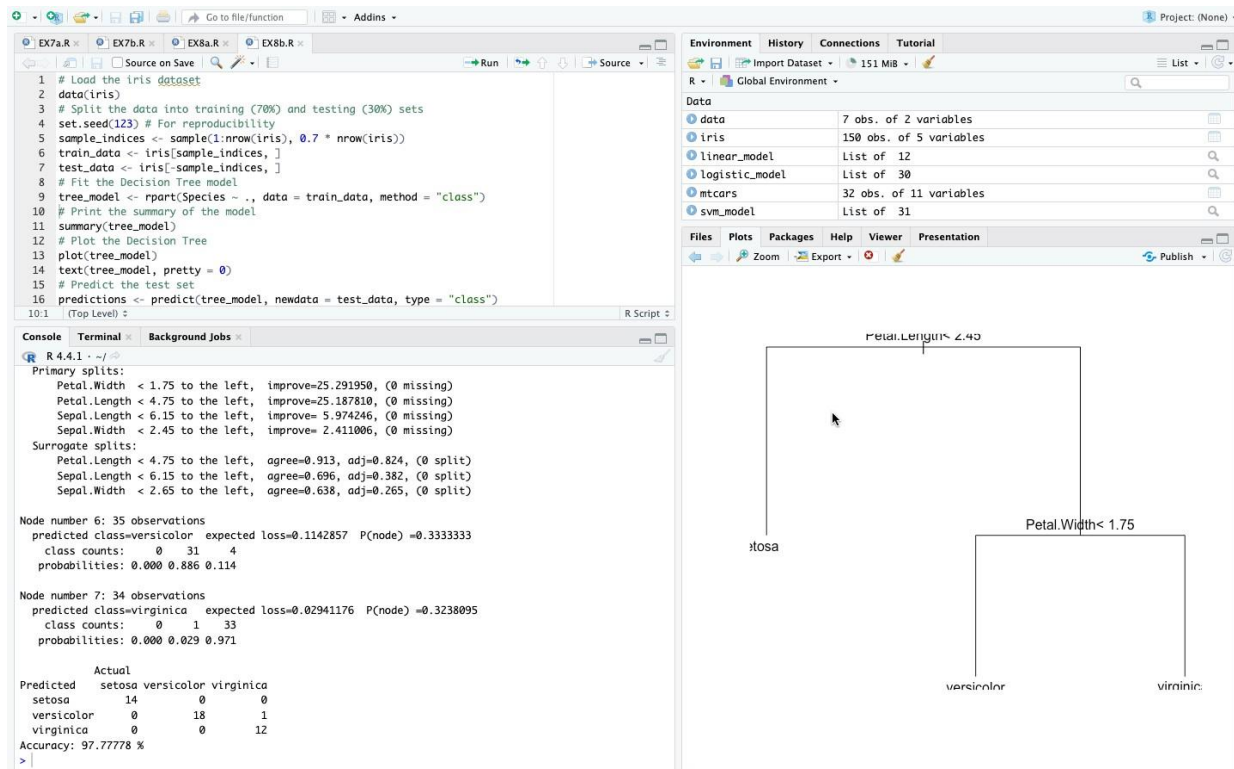 Go to file/function Addins Project: (None)
EX7a.R EX7b.R EX8a.R EX8b.R
Source on Save Run Source
1 # Load the iris dataset
2 data(iris)
3 # Split the data into training (70%) and testing (30%) sets
4 set.seed(123) # For reproducibility
5 sample_indices <- sample(1:nrow(iris), 0.7 * nrow(iris))
6 train_data <- iris[sample_indices, ]
7 test_data <- iris[-sample_indices, ]
8 # Fit the Decision Tree model
9 tree_model <- rpart(Species ~ ., data = train_data, method = "class")
10 # Print the summary of the model
11 summary(tree_model)
12 # Plot the Decision Tree
13 plot(tree_model)
14 text(tree_model, pretty = 0)
15 # Predict the test set
16 predictions <- predict(tree_model, newdata = test_data, type = "class")
10:1 (Top Level) R Script
Console Terminal Background Jobs
R 4.4.1 · ~/
Primary splits:
Petal.Width < 1.75 to the left, improve=25.291950, (0 missing)
Petal.Length < 4.75 to the left, improve=25.187810, (0 missing)
Sepal.Length < 6.15 to the left, improve= 5.974246, (0 missing)
Sepal.Width < 2.45 to the left, improve= 2.411006, (0 missing)
Surrogate splits:
Petal.Length < 4.75 to the left, agree=0.913, adj=0.824, (0 split)
Sepal.Length < 6.15 to the left, agree=0.696, adj=0.382, (0 split)
Sepal.Width < 2.65 to the left, agree=0.638, adj=0.265, (0 split)
Node number 6: 35 observations
predicted class=versicolor expected loss=0.1142857 P(node) =0.3333333
class counts: 0 31 4
probabilities: 0.000 0.886 0.114
Node number 7: 34 observations
predicted class=virginica expected loss=0.02941176 P(node) =0.3238095
class counts: 0 1 33
probabilities: 0.000 0.029 0.971
Actual
Predicted setosa versicolor virginica
setosa 14 0 0
versicolor 0 18 1
virginica 0 0 12
Accuracy: 97.77778 %
>
Environment History Connections Tutorial
Import Dataset 151 MiB List
R Global Environment
Data
data 7 obs. of 2 variables
iris 150 obs. of 5 variables
linear_model List of 12
logistic_model List of 30
mtcars 32 obs. of 11 variables
svm_model List of 31
Files Plots Packages Help Viewer Presentation
Zoom Export Publish
Petal.Length< 2.45
Petal.Width< 1.75
etosa
versicolor virginic